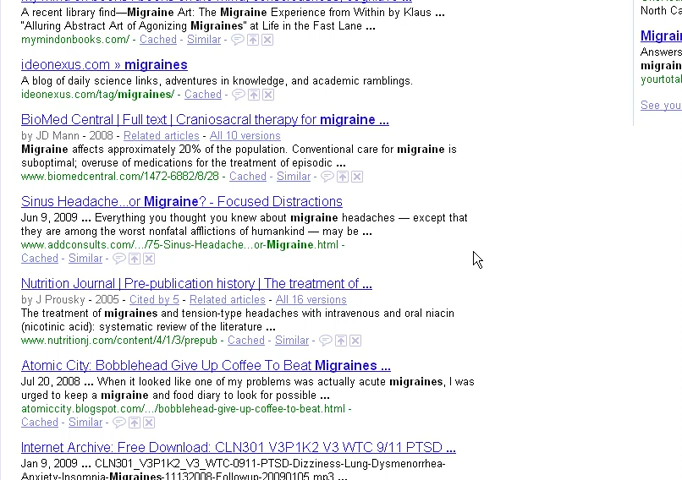 A recent library find—Migraine Art: The Migraine Experience from Within by Klaus ...
"Alluring Abstract Art of Agonizing Migraines" at Life in the Fast Lane ...
mymindonbooks.com/ - Cached - Similar -
ideonexus.com » migraines
A blog of daily science links, adventures in knowledge, and academic ramblings.
ideonexus.com/tag/migraines/ - Cached -
BioMed Central | Full text | Craniosacral therapy for migraine ...
by JD Mann - 2008 - Related articles - All 10 versions
Migraine affects approximately 20% of the population. Conventional care for migraine is
suboptimal; overuse of medications for the treatment of episodic ...
www.biomedcentral.com/1472-6882/8/28 - Cached - Similar -
Sinus Headache...or Migraine? - Focused Distractions
Jun 9, 2009 ... Everything you thought you knew about migraine headaches — except that
they are among the worst nonfatal afflictions of humankind — may be ...
www.addconsults.com/.../75-Sinus-Headache...or-Migraine.html -
Cached - Similar -
Nutrition Journal | Pre-publication history | The treatment of ...
by J Prousky - 2005 - Cited by 5 - Related articles - All 16 versions
The treatment of migraines and tension-type headaches with intravenous and oral niacin
(nicotinic acid): systematic review of the literature ...
www.nutritionj.com/content/4/1/3/prepub - Cached - Similar -
Atomic City: Bobblehead Give Up Coffee To Beat Migraines ...
Jul 20, 2008 ... When it looked like one of my problems was actually acute migraines, I was
urged to keep a migraine and food diary to look for possible ...
atomiccity.blogspot.com/.../bobblehead-give-up-coffee-to-beat.html -
Cached - Similar -
Internet Archive: Free Download: CLN301 V3P1K2 V3 WTC 9/11 PTSD ...
Jan 9, 2009 ... CLN301_V3P1K2_V3_WTC-0911-PTSD-Dizziness-Lung-Dysmenorrhea-
Anxiety-Insomnia-Migraines-11132008-Followup-20090105.mp3 ...
North Ca
Migrai
Answers
migrain
yourtotal
See you